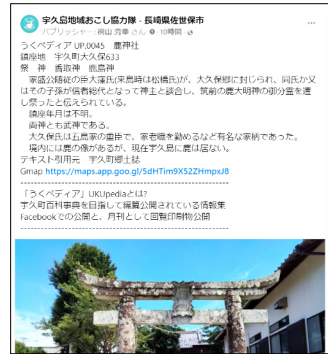 宇久島地域おこし協力隊 - 長崎県佐世保市
パブリッシャー: 桐山 秀幸 さん · 10時間 ·
うくペディア UP.0045 鹿神社
鎮座地 宇久町大久保633
祭 神 香取神 鹿島神
家盛公随従の臣大窪氏(来島時は松橋氏)が、大久保郷に封じられ、同氏か又
はその子孫が信者総代となって神主と談合し、筑前の鹿大明神の御分霊を遷
し祭ったと伝えられている。
鎮座年月は不明。
両神とも武神である。
大久保氏は五島家の重臣で、家老職を勤めるなど有名な家柄であった。
境内には鹿の像があるが、現在宇久島に鹿は居ない。
テキスト引用元 宇久町郷土誌
Gmap https://maps.app.goo.gl/5dHTim9X52ZHmpxJ8
------------------------------------------------
「うくペディア」UKUpediaとは?
宇久町百科事典を目指して編纂公開されている情報集
Facebookでの公開と、月刊として回覧印刷物公開
------------------------------------------------